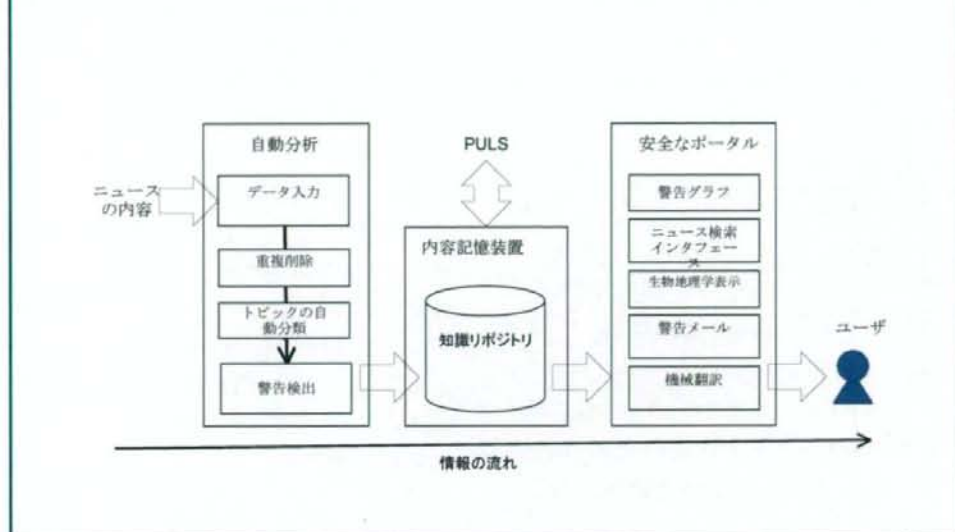 自動分析
PULS
安全なポータル
ニュース
の内容
データ入力
重複削除
トピックの自
動分類
警告検出
内容記憶装置
知識リポジトリ
警告グラフ
ニュース検索
インタフェー
ス
生物地理学表示
警告メール
機械翻訳
ユーザ
情報の流れ